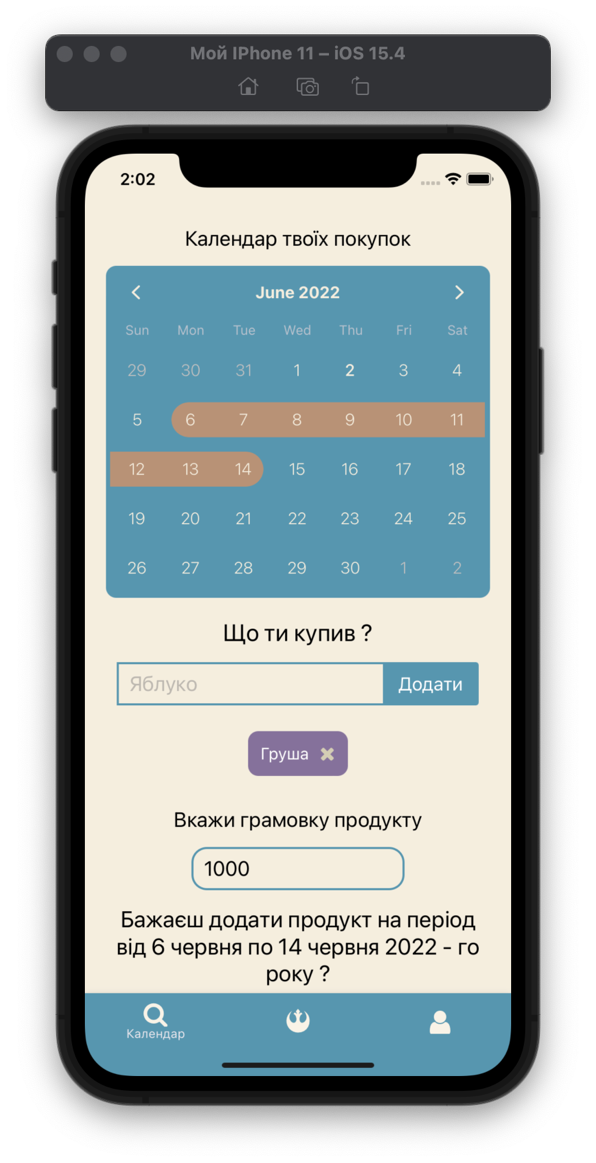 Мой IPhone 11 – iOS 15.4
2:02
Календар твоїх покупок
June 2022
Sun Mon Tue Wed Thu Fri Sat
29 30 31 1 2 3 4
5 6 7 8 9 10 11
12 13 14 15 16 17 18
19 20 21 22 23 24 25
26 27 28 29 30 1 2
Що ти купив ?
Яблуко Додати
Груша
Вкажи грамовку продукту
1000
Бажаєш додати продукт на період
від 6 червня по 14 червня 2022 - го
року ?
Календар